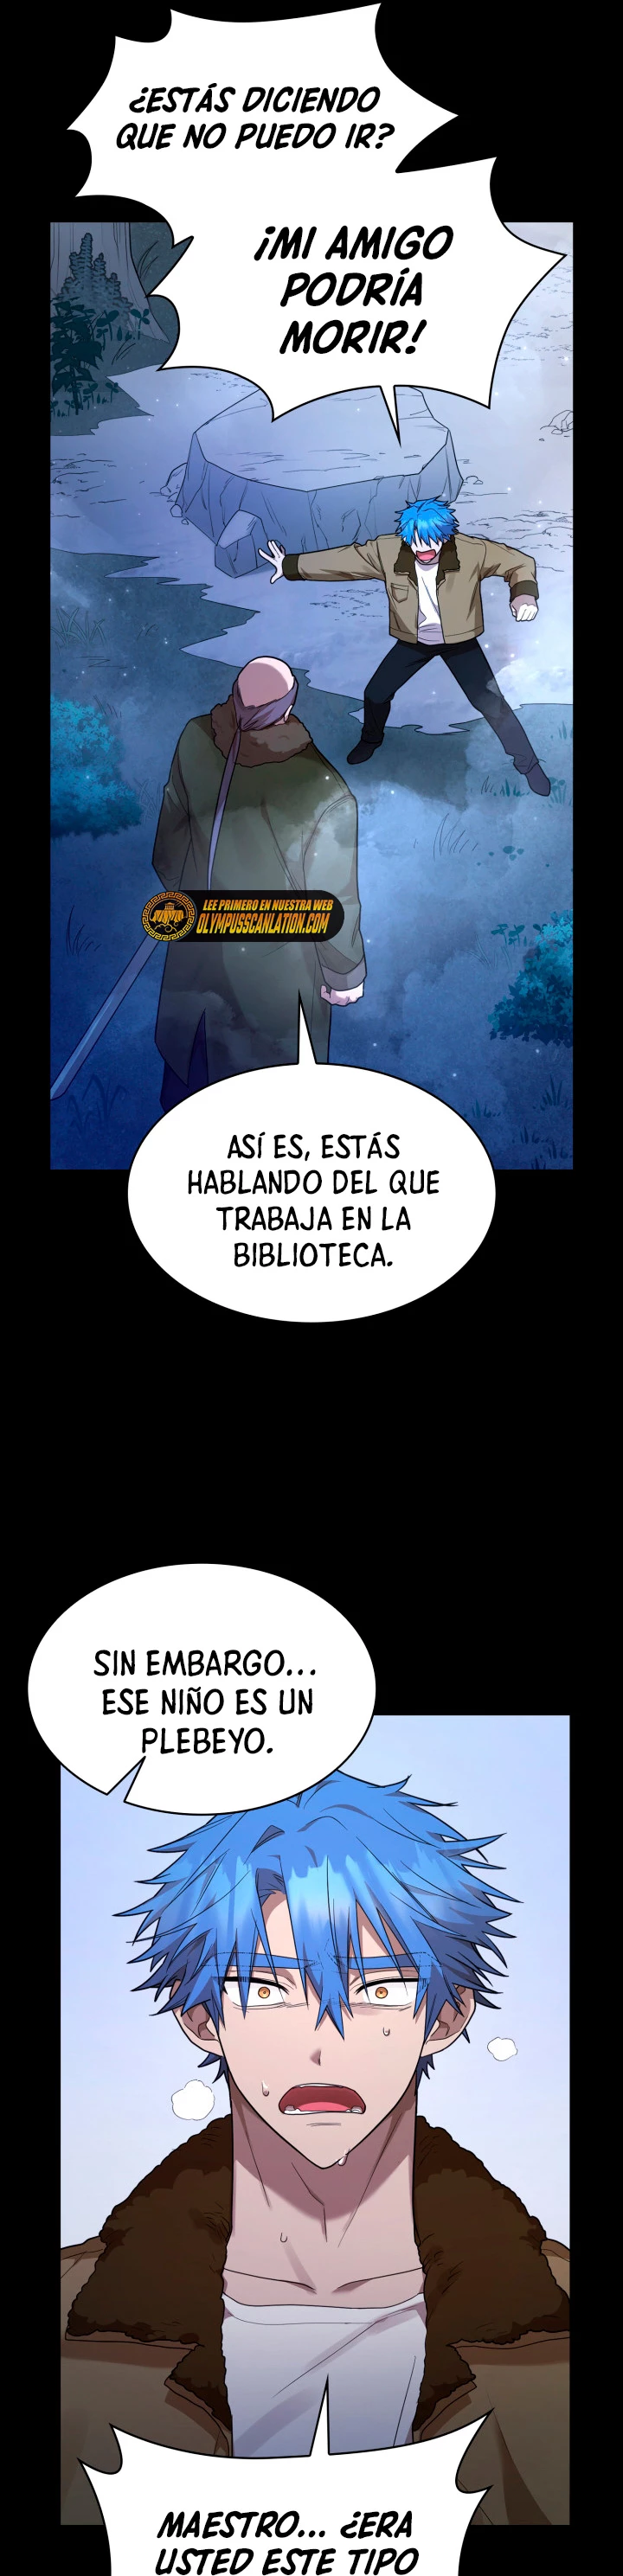 ¿ESTÁS DICIENDO
QUE NO PUEDO IR?
¡MI AMIGO
PODRÍA
MORIR!
LEE PRIMERO EN NUESTRA WEB
OLYMPUSSCANLATION.COM
ASÍ ES, ESTÁS
HABLANDO DEL QUE
TRABAJA EN LA
BIBLIOTECA.
SIN EMBARGO...
ESE NIÑO ES UN
PLEBEYO.
MAESTRO... ¿ERA
USTED ESTE TIPO